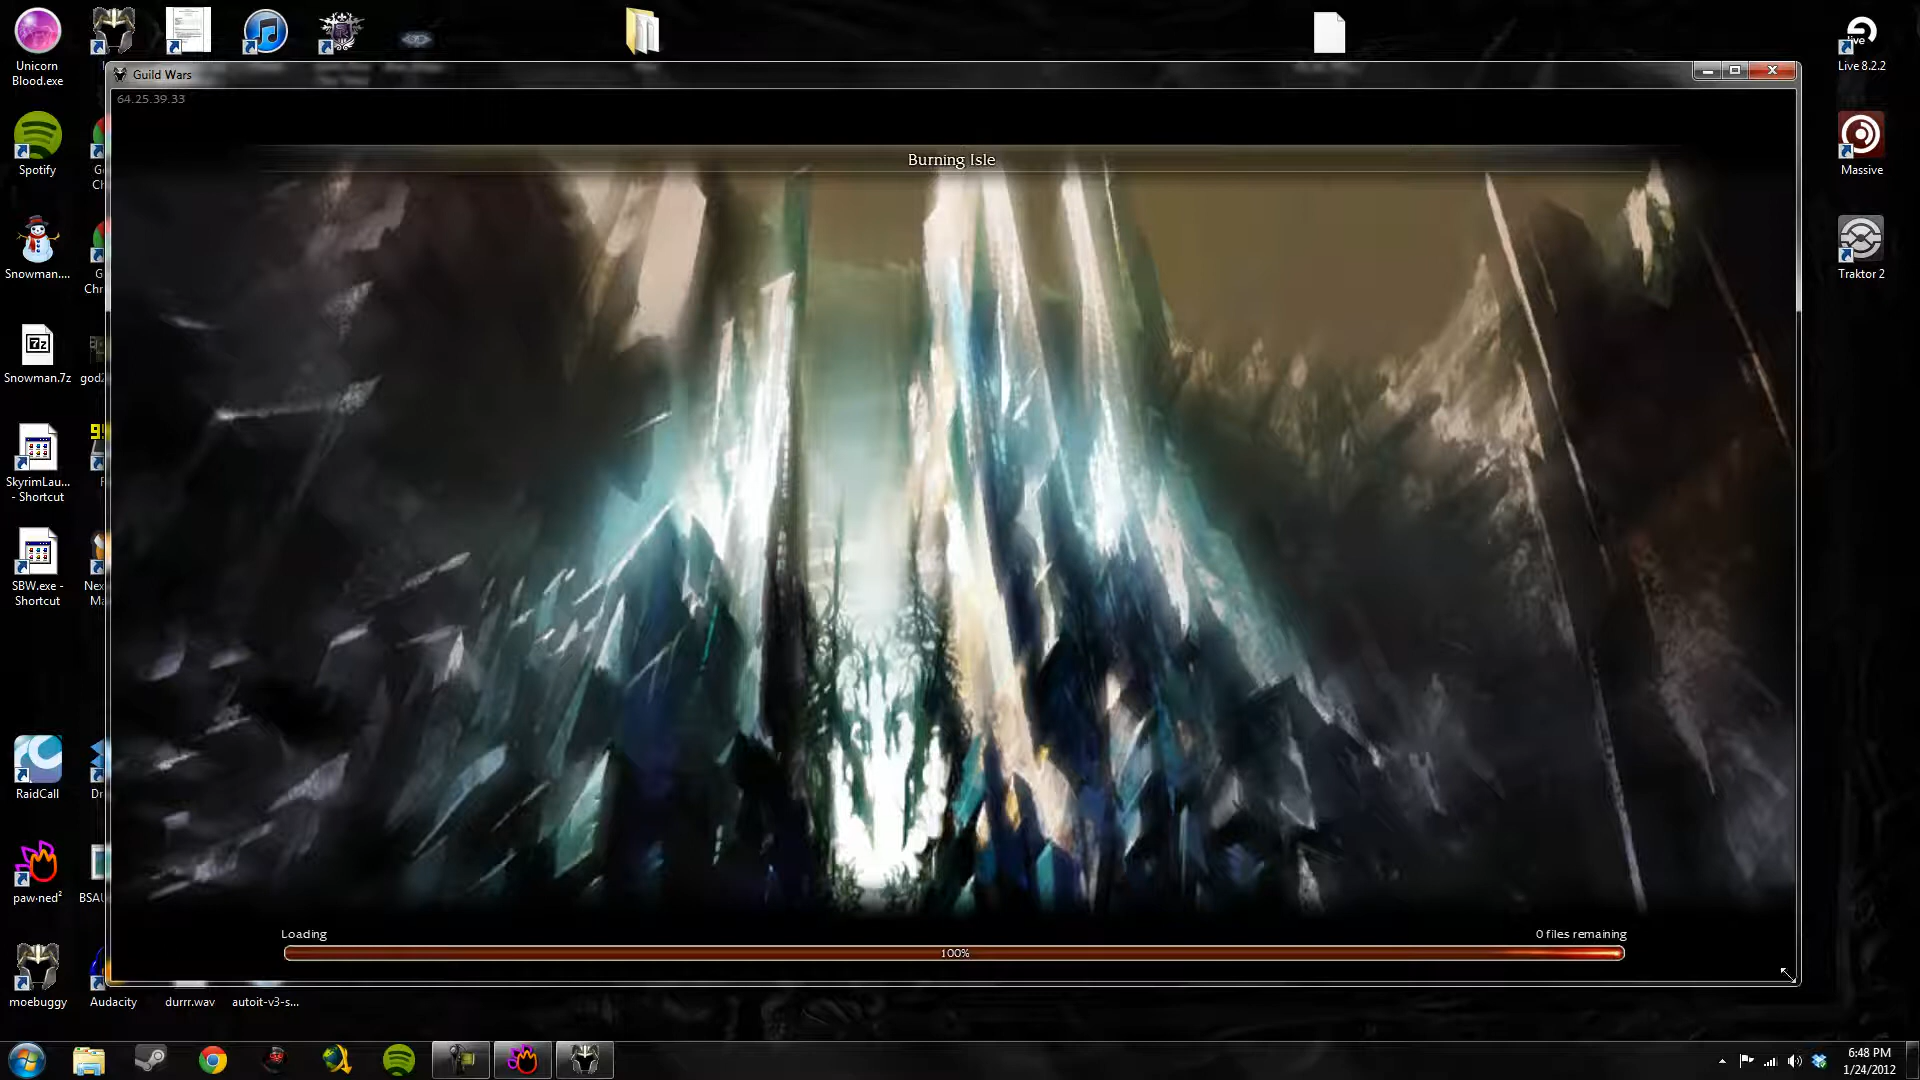 Unicorn
Blood.exe
Live 8.2.2
Guild Wars
64.25.39.33
Burning Isle
Spotify
Massive
Snowman....
Chr...
Traktor 2
Snowman.7z
SkyrimLau...
- Shortcut
SBW.exe -
Shortcut
RaidCall
paw·ned²
BSAU
Loading
0 files remaining
100%
moebuggy
Audacity
durrr.wav
autoit-v3-s...
6:48 PM
1/24/2012